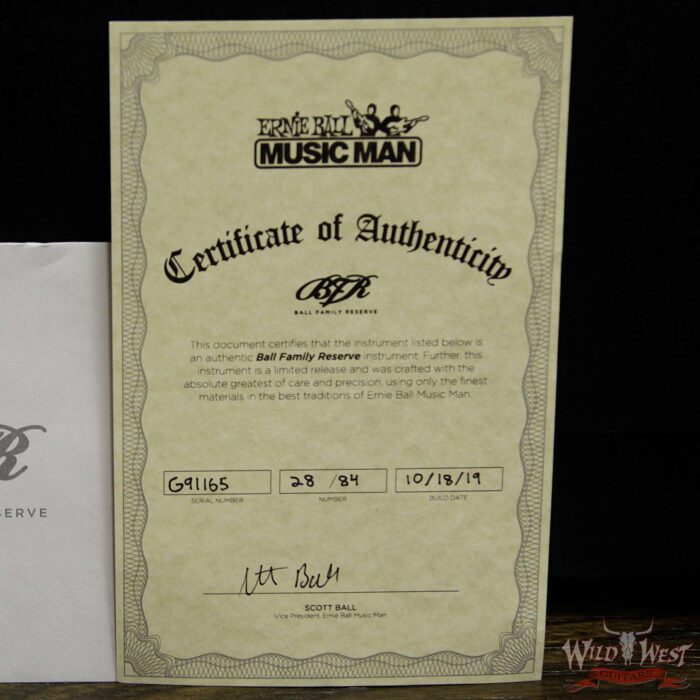 ERNIE BALL
MUSIC MAN
Certificate of Authenticity
BFR
BALL FAMILY RESERVE
This document certifies that the instrument listed below is
an authentic Ball Family Reserve instrument. Further, this
instrument is a limited release and was crafted with the
absolute greatest of care and precision, using only the finest
materials in the best traditions of Ernie Ball Music Man.
G91165 28 /84 10/18/19
SERIAL NUMBER NUMBER BUILD DATE
SCOTT BALL
Vice President, Ernie Ball Music Man
R
SERVE
WILD WEST
GUITARS